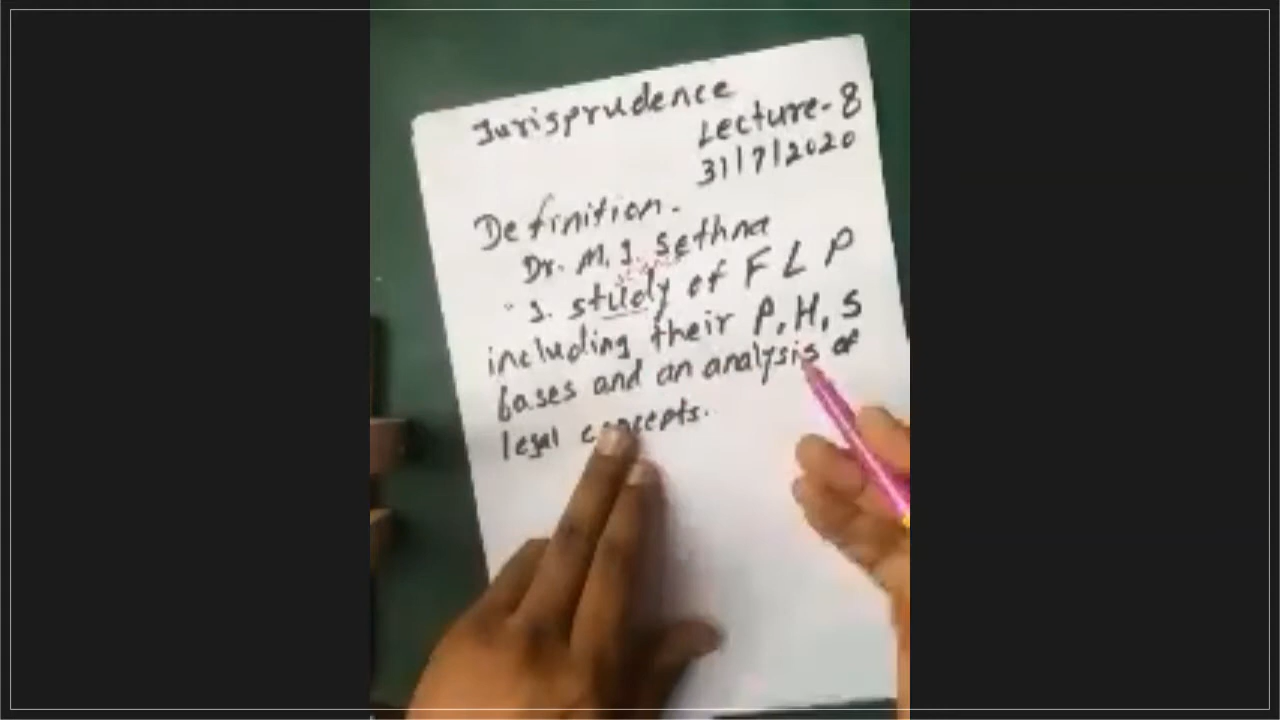 Jurisprudence
Lecture-8
31/7/2020
Definition.
Dr. M. J. Sethna
J. study of F L P
including their P, H, S
bases and an analysis of
legal concepts.